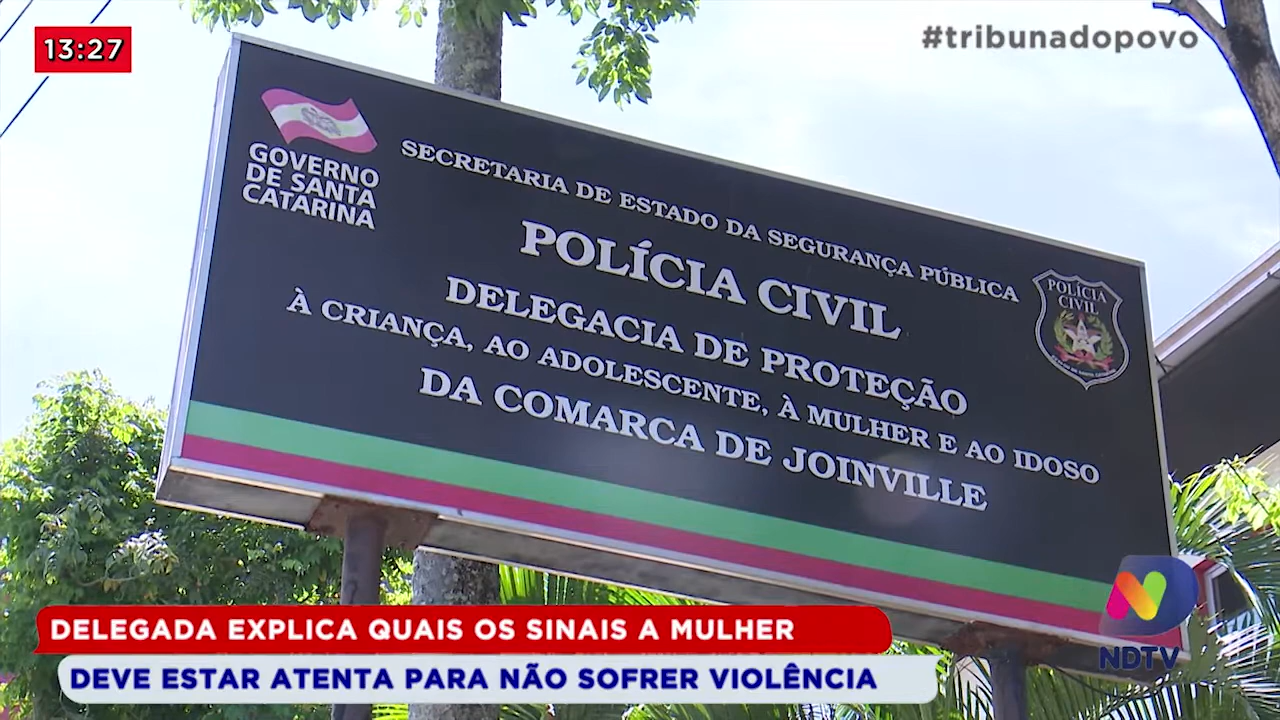 13:27
#tribunadopovo
GOVERNO
DE SANTA
CATARINA
SECRETARIA DE ESTADO DA SEGURANÇA PÚBLICA
POLÍCIA CIVIL
DELEGACIA DE PROTEÇÃO
À CRIANÇA, AO ADOLESCENTE, À MULHER E AO IDOSO
DA COMARCA DE JOINVILLE
POLÍCIA
CIVIL
DELEGADA EXPLICA QUAIS OS SINAIS A MULHER
DEVE ESTAR ATENTA PARA NÃO SOFRER VIOLÊNCIA
NDTV